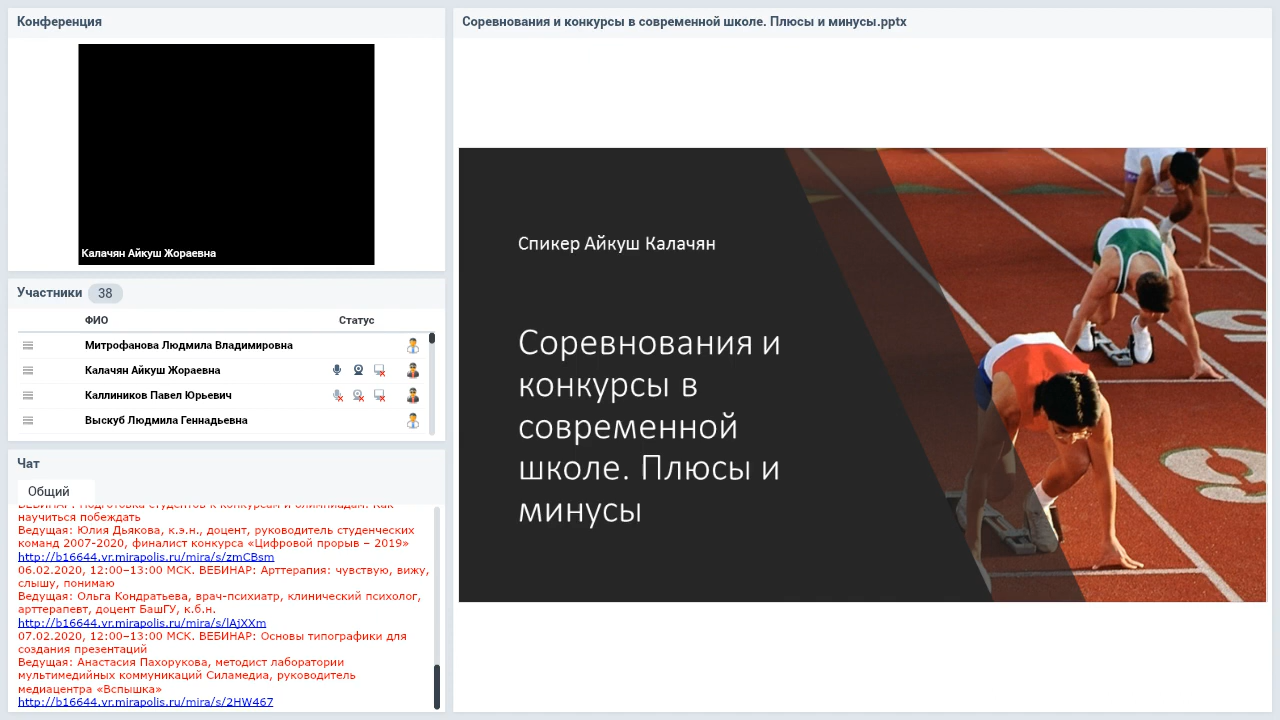 Конференция
Калачян Айкуш Жораевна
Участники 38
ФИО Статус
Митрофанова Людмила Владимировна
Калачян Айкуш Жораевна
Каллиников Павел Юрьевич
Выскуб Людмила Геннадьевна
Чат
Общий
ВЕБИНАР: Подготовка студентов к конкурсам и олимпиадам. Как
научиться побеждать
Ведущая: Юлия Дьякова, к.э.н., доцент, руководитель студенческих
команд 2007-2020, финалист конкурса «Цифровой прорыв – 2019»
http://b16644.vr.mirapolis.ru/mira/s/zmCBsm
06.02.2020, 12:00–13:00 МСК. ВЕБИНАР: Арттерапия: чувствую, вижу,
слышу, понимаю
Ведущая: Ольга Кондратьева, врач-психиатр, клинический психолог,
арттерапевт, доцент БашГУ, к.б.н.
http://b16644.vr.mirapolis.ru/mira/s/lAjXXm
07.02.2020, 12:00–13:00 МСК. ВЕБИНАР: Основы типографики для
создания презентаций
Ведущая: Анастасия Пахорукова, методист лаборатории
мультимедийных коммуникаций Силамедиа, руководитель
медиацентра «Вспышка»
http://b16644.vr.mirapolis.ru/mira/s/2HW467
Соревнования и конкурсы в современной школе. Плюсы и минусы.pptx
Спикер Айкуш Калачян
Соревнования и
конкурсы в
современной
школе. Плюсы и
минусы